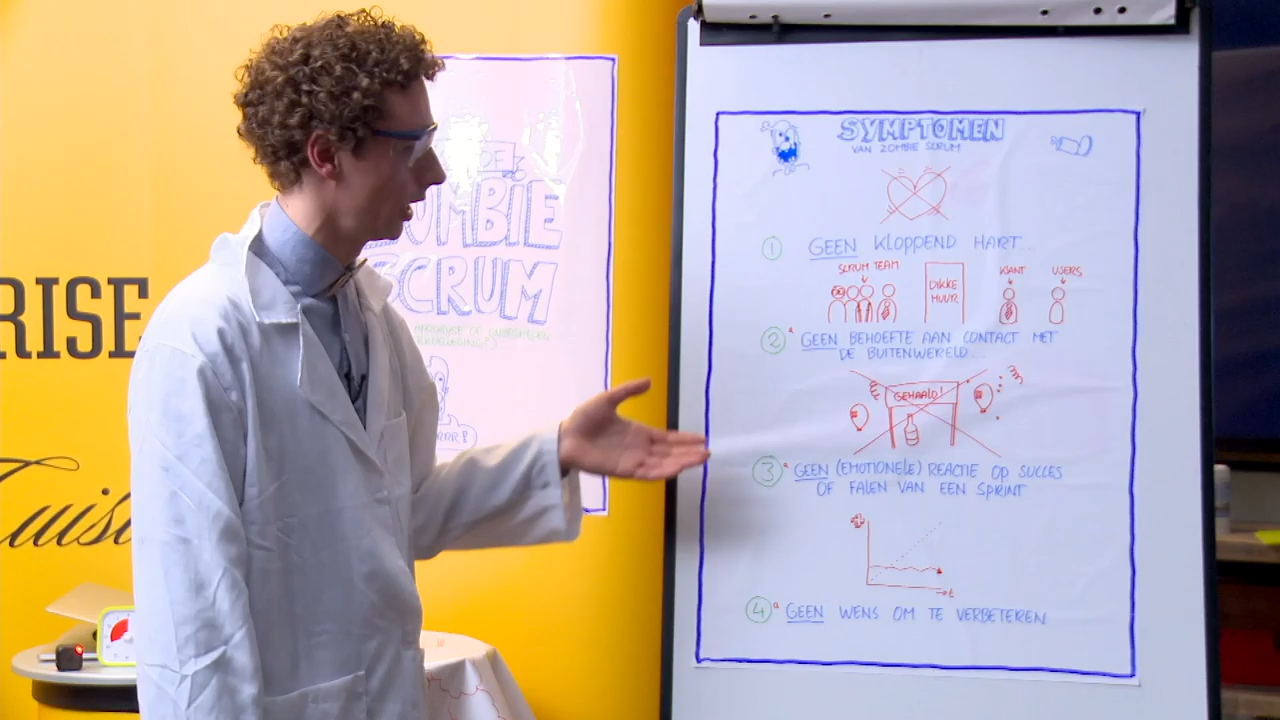 RISE
ZOMBIE
SCRUM
RRR!
SYMPTOMEN
VAN ZOMBIE SCRUM
1 GEEN KLOPPEND HART...
SCRUM TEAM
DIKKE
MUUR
KLANT
USERS
2 GEEN BEHOEFTE AAN CONTACT MET
DE BUITENWERELD...
GEHAALD!
3 GEEN (EMOTIONELE) REACTIE OP SUCCES
OF FALEN VAN EEN SPRINT
+
t
4 GEEN WENS OM TE VERBETEREN